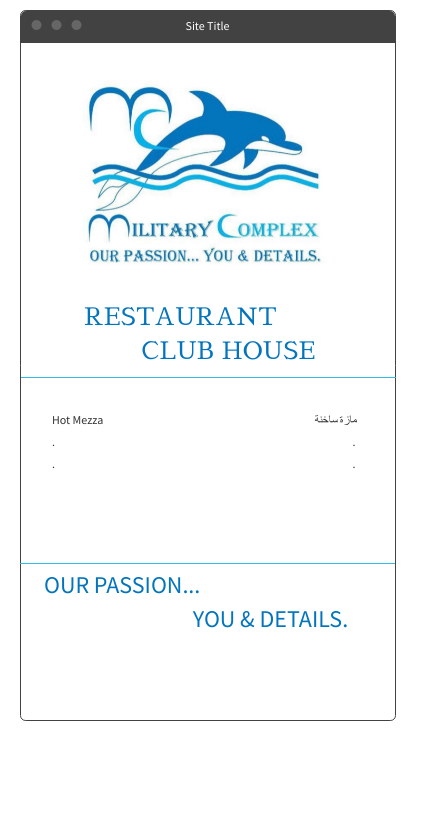 Site Title
MC
MILITARY COMPLEX
OUR PASSION... YOU & DETAILS.
RESTAURANT
CLUB HOUSE
Hot Mezza مازة ساخنة
. .
. .
OUR PASSION...
YOU & DETAILS.